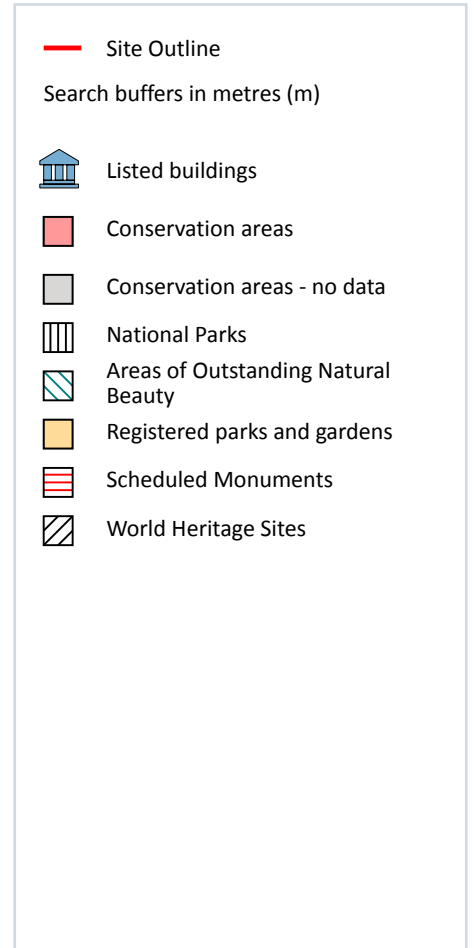 Site Outline
Search buffers in metres (m)
Listed buildings
Conservation areas
Conservation areas - no data
National Parks
Areas of Outstanding Natural
Beauty
Registered parks and gardens
Scheduled Monuments
World Heritage Sites